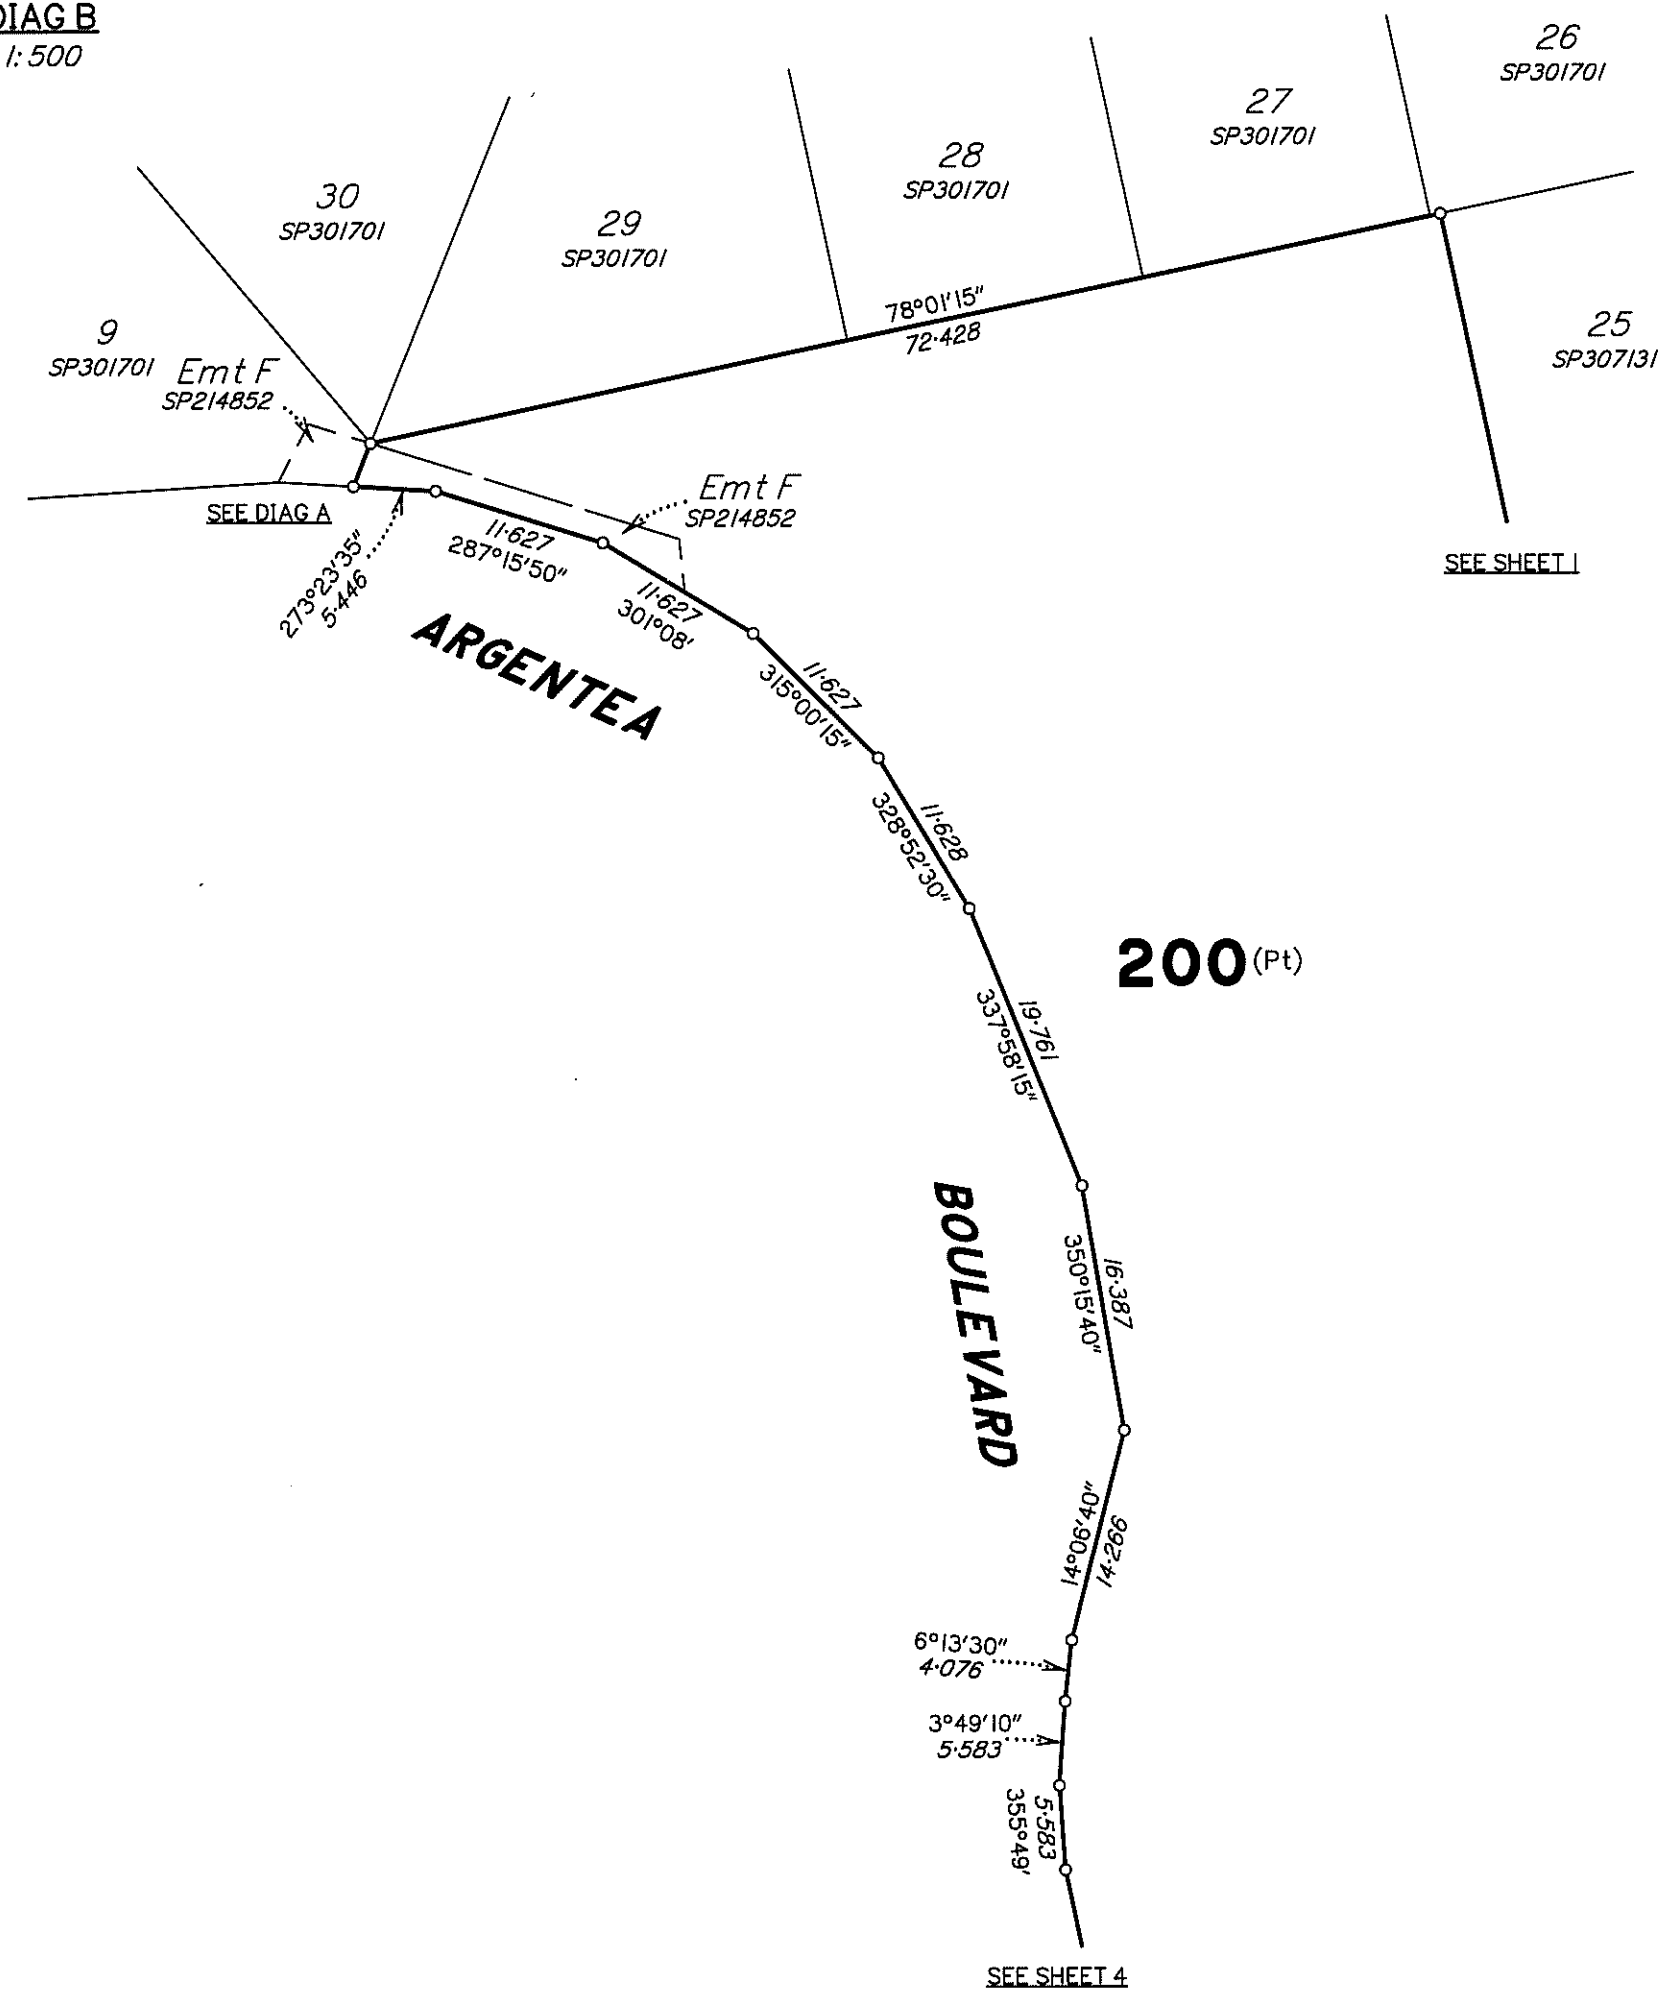 DIAG B
1:500
26
SP301701
27
SP301701
28
SP301701
30
SP301701
29
SP301701
78°01'15"
72·428
9
SP301701
25
SP307131
Emt F
SP214852
Emt F
SP214852
SEE DIAG A
SEE SHEET 1
273°23'35"
5·446
11·627
287°15'50"
11·627
301°08'
ARGENTEA
11·627
315°00'15"
11·628
328°52'30"
200 (Pt)
19·761
337°58'15"
BOULEVARD
16·387
350°15'40"
14°06'40"
14·266
6°13'30"
4·076
3°49'10"
5·583
5·583
355°49'
SEE SHEET 4